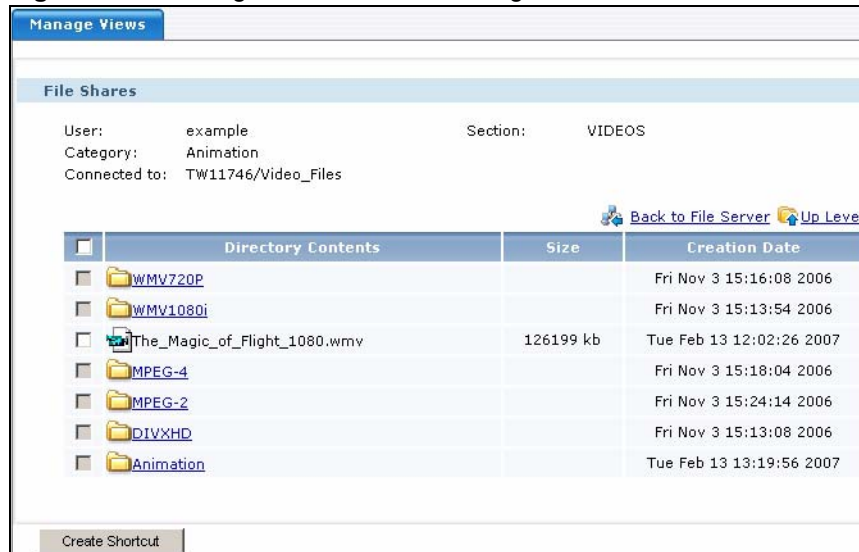 Manage Views
File Shares
User: example Section: VIDEOS
Category: Animation
Connected to: TW11746/Video_Files
Back to File Server Up Leve
Directory Contents Size Creation Date
WMV720P Fri Nov 3 15:16:08 2006
WMV1080i Fri Nov 3 15:13:54 2006
The_Magic_of_Flight_1080.wmv 126199 kb Tue Feb 13 12:02:26 2007
MPEG-4 Fri Nov 3 15:18:04 2006
MPEG-2 Fri Nov 3 15:24:14 2006
DIVXHD Fri Nov 3 15:13:08 2006
Animation Tue Feb 13 13:19:56 2007
Create Shortcut